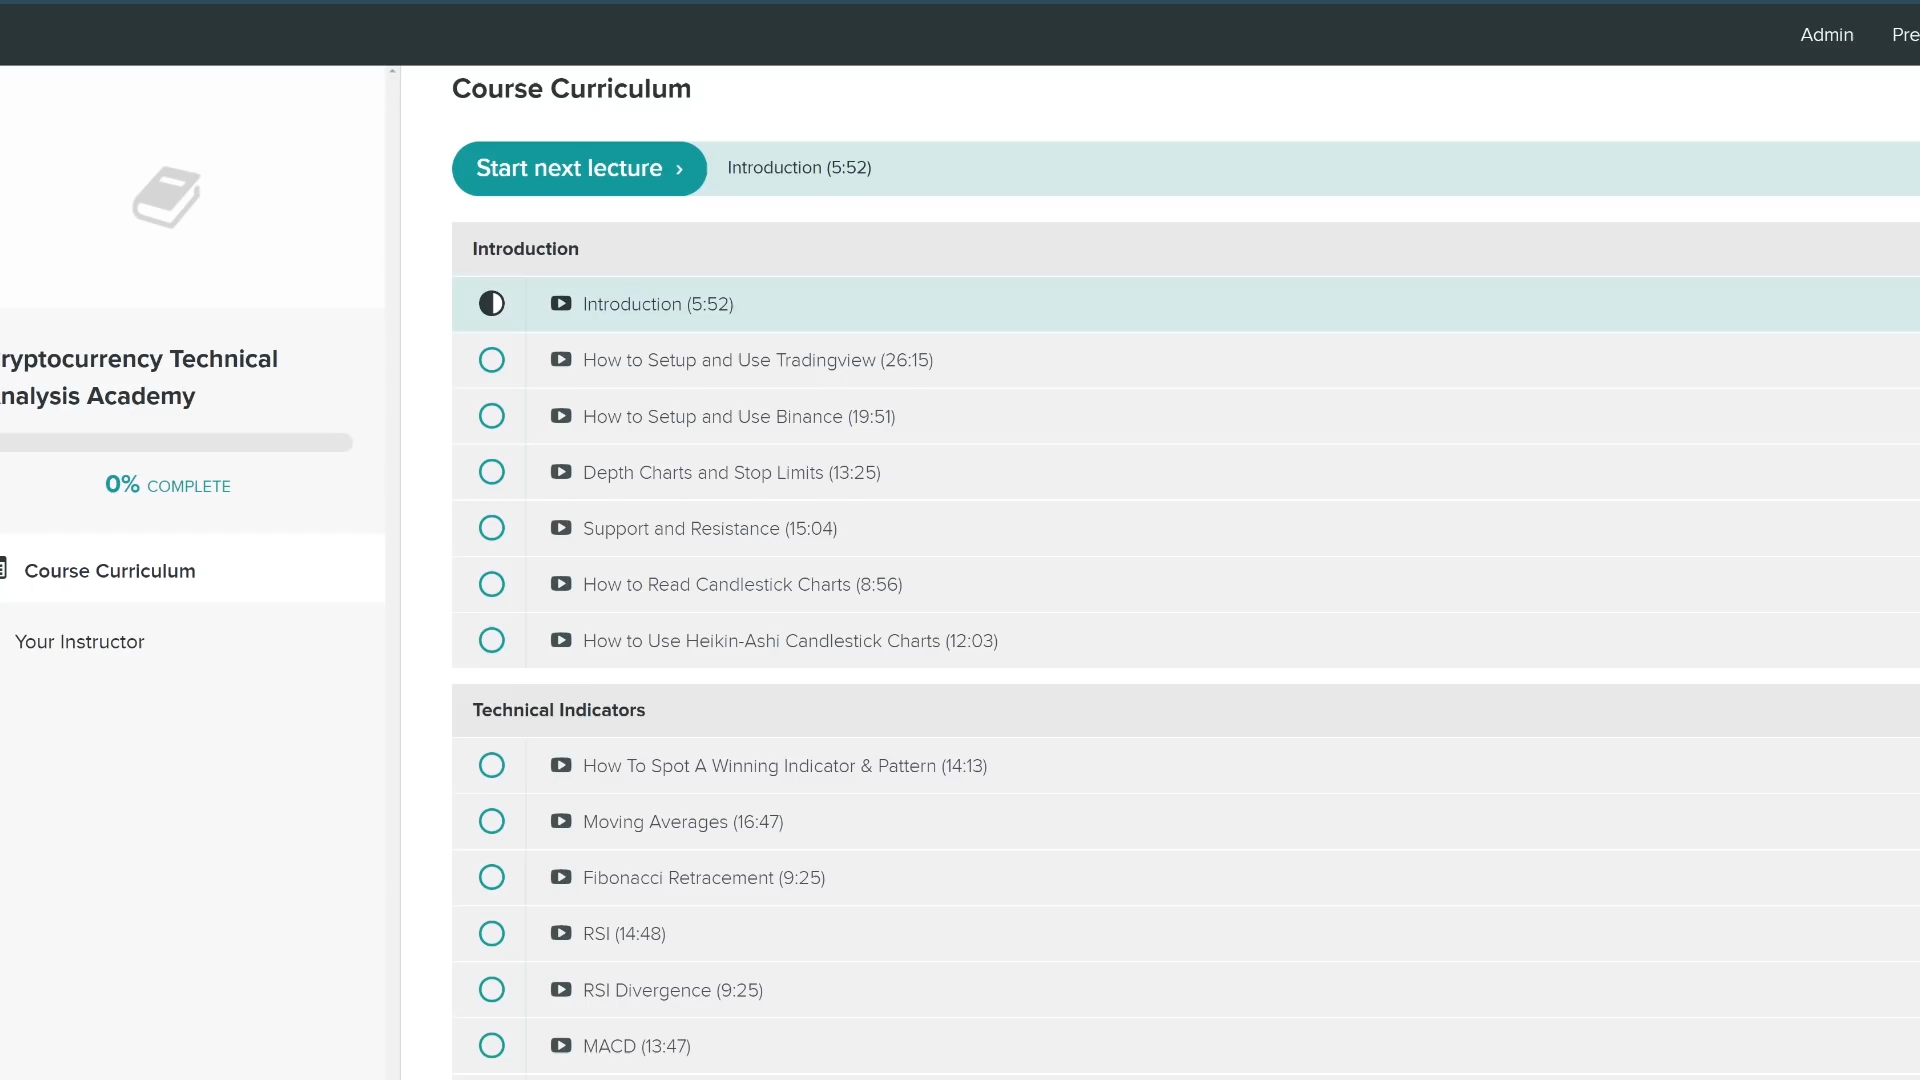 Admin
Pre
Course Curriculum
Start next lecture ›
Introduction (5:52)
Introduction
Introduction (5:52)
How to Setup and Use Tradingview (26:15)
How to Setup and Use Binance (19:51)
Depth Charts and Stop Limits (13:25)
Support and Resistance (15:04)
How to Read Candlestick Charts (8:56)
How to Use Heikin-Ashi Candlestick Charts (12:03)
Technical Indicators
How To Spot A Winning Indicator & Pattern (14:13)
Moving Averages (16:47)
Fibonacci Retracement (9:25)
RSI (14:48)
RSI Divergence (9:25)
MACD (13:47)
ryptocurrency Technical
nalysis Academy
0% COMPLETE
Course Curriculum
Your Instructor